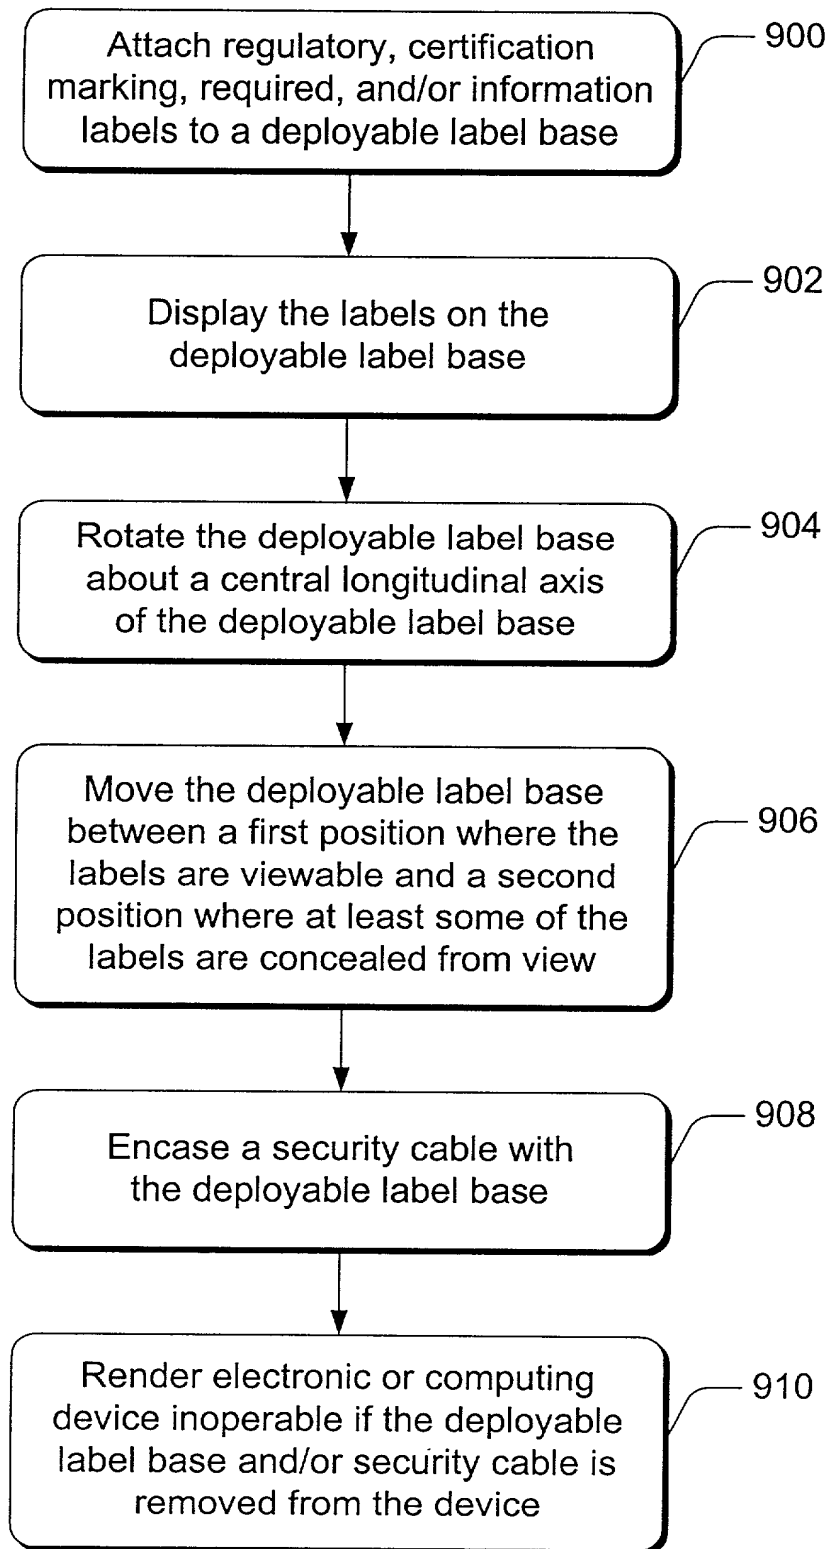 Attach regulatory, certification
marking, required, and/or information
labels to a deployable label base
900
Display the labels on the
deployable label base
902
Rotate the deployable label base
about a central longitudinal axis
of the deployable label base
904
Move the deployable label base
between a first position where the
labels are viewable and a second
position where at least some of the
labels are concealed from view
906
Encase a security cable with
the deployable label base
908
Render electronic or computing
device inoperable if the deployable
label base and/or security cable is
removed from the device
910